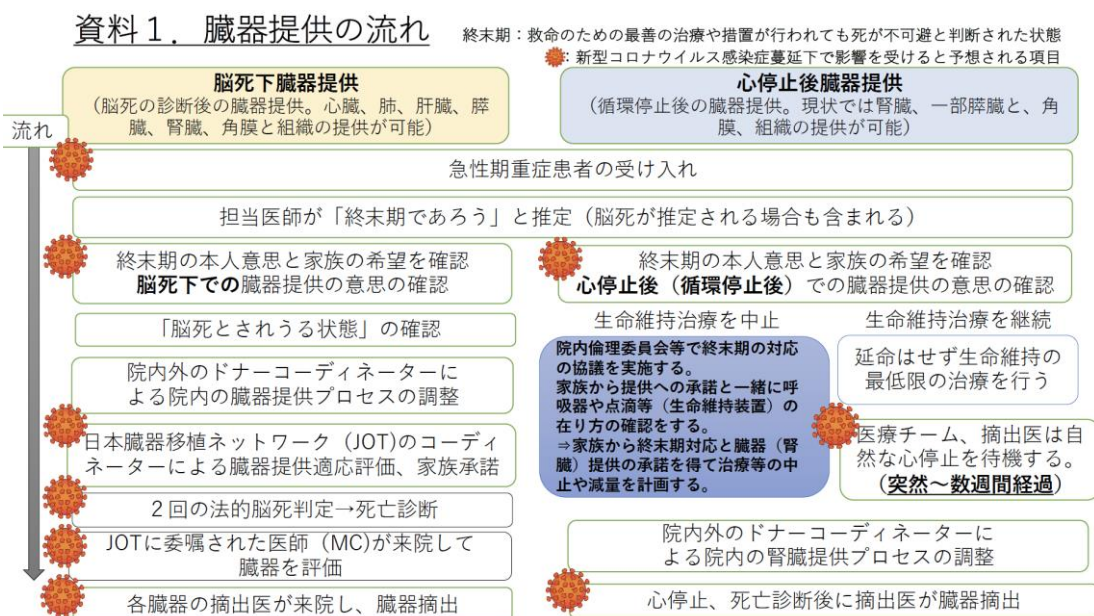 資料1．臓器提供の流れ
終末期：救命のための最善の治療や措置が行われても死が不可避と判断された状態
：新型コロナウイルス感染症蔓延下で影響を受けると予想される項目
流れ
脳死下臓器提供
（脳死の診断後の臓器提供。心臓、肺、肝臓、膵
臓、腎臓、角膜と組織の提供が可能）
心停止後臓器提供
（循環停止後の臓器提供。現状では腎臓、一部膵臓と、角
膜、組織の提供が可能）
急性期重症患者の受け入れ
担当医師が「終末期であろう」と推定（脳死が推定される場合も含まれる）
終末期の本人意思と家族の希望を確認
脳死下での臓器提供の意思の確認
「脳死とされうる状態」の確認
院内外のドナーコーディネーターに
よる院内の臓器提供プロセスの調整
日本臓器移植ネットワーク（JOT)のコーディ
ネーターによる臓器提供適応評価、家族承諾
２回の法的脳死判定→死亡診断
JOTに委嘱された医師（MC)が来院して
臓器を評価
各臓器の摘出医が来院し、臓器摘出
終末期の本人意思と家族の希望を確認
心停止後（循環停止後）での臓器提供の意思の確認
生命維持治療を中止
院内倫理委員会等で終末期の対応
の協議を実施する。
家族から提供への承諾と一緒に呼
吸器や点滴等（生命維持装置）の
在り方の確認をする。
⇒家族から終末期対応と臓器（腎
臓）提供の承諾を得て治療等の中
止や減量を計画する。
生命維持治療を継続
延命はせず生命維持の
最低限の治療を行う
医療チーム、摘出医は自
然な心停止を待機する。
（突然～数週間経過）
院内外のドナーコーディネーターに
よる院内の腎臓提供プロセスの調整
心停止、死亡診断後に摘出医が臓器摘出